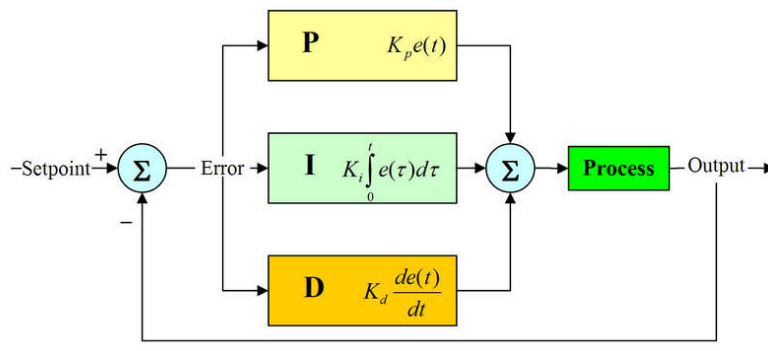 P K_p e(t)
–Setpoint + Σ Error I K_i ∫_0^t e(τ)dτ Σ Process Output
–
D K_d de(t)/dt